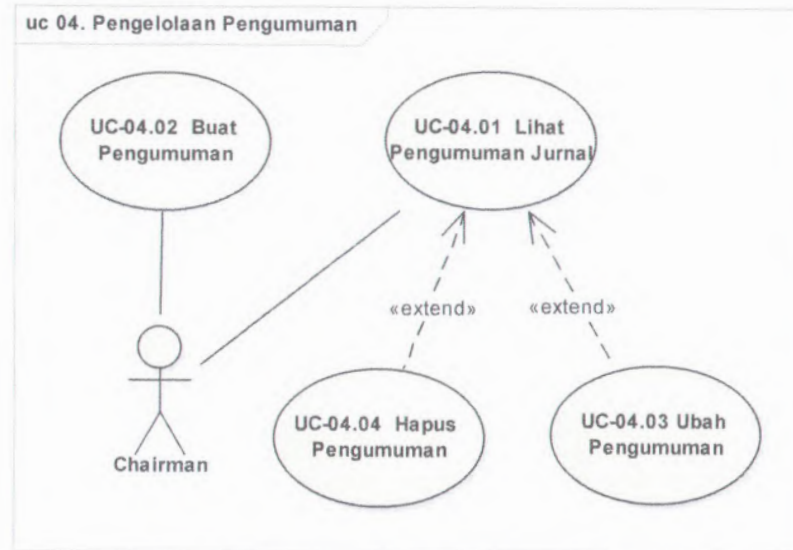 uc 04. Pengelolaan Pengumuman
UC-04.02 Buat
Pengumuman
UC-04.01 Lihat
Pengumuman Jurnal
«extend»
«extend»
UC-04.04 Hapus
Pengumuman
UC-04.03 Ubah
Pengumuman
Chairman